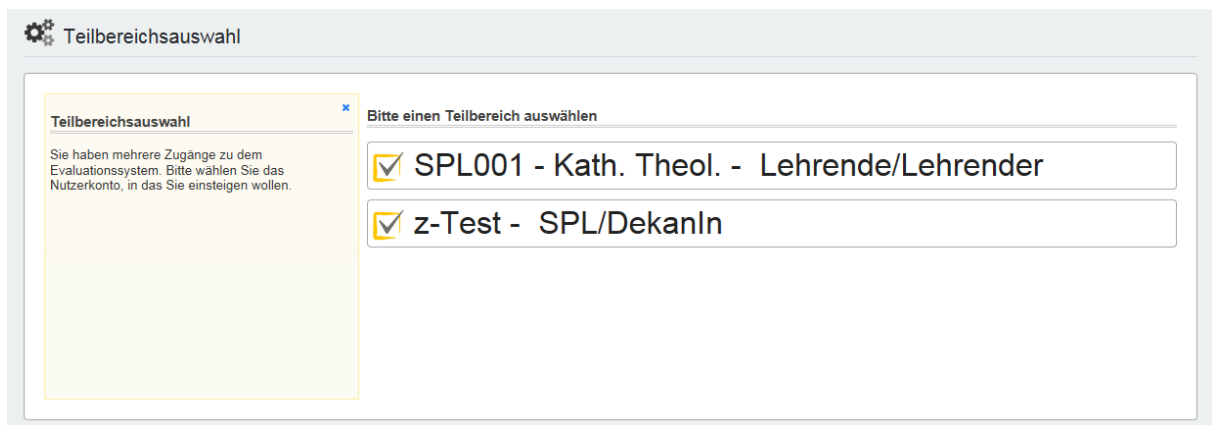 Teilbereichsauswahl
Teilbereichsauswahl
Sie haben mehrere Zugänge zu dem
Evaluationssystem. Bitte wählen Sie das
Nutzerkonto, in das Sie einsteigen wollen.
Bitte einen Teilbereich auswählen
SPL001 - Kath. Theol. - Lehrende/Lehrender
z-Test - SPL/DekanIn